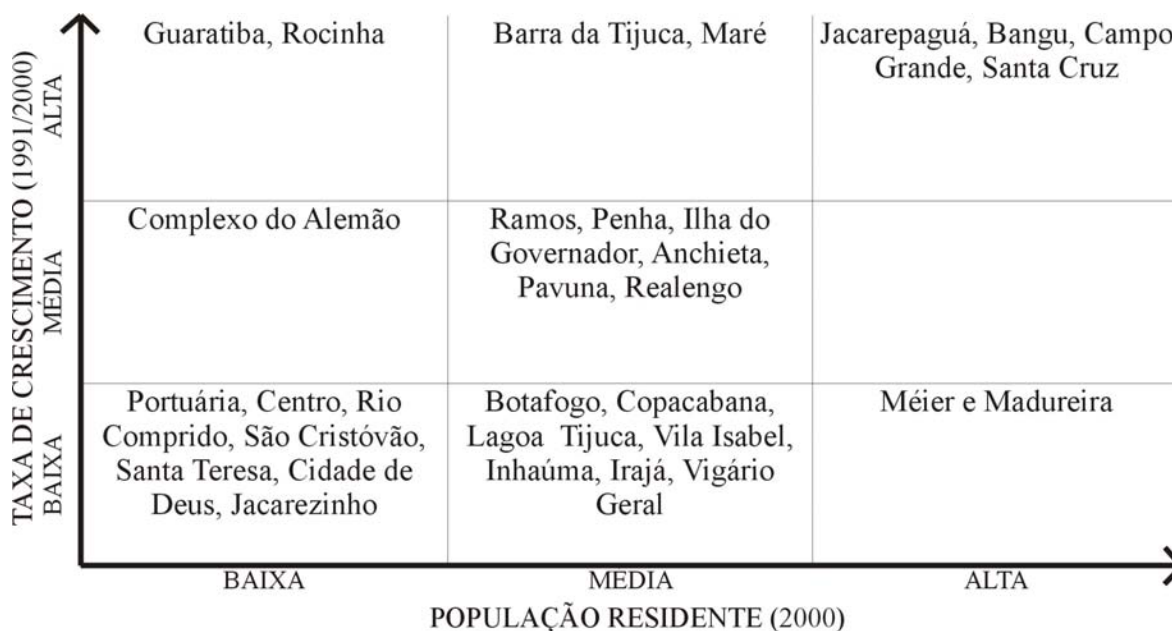 TAXA DE CRESCIMENTO (1991/2000)
ALTA
Guaratiba, Rocinha
Barra da Tijuca, Maré
Jacarepaguá, Bangu, Campo
Grande, Santa Cruz
MÉDIA
Complexo do Alemão
Ramos, Penha, Ilha do
Governador, Anchieta,
Pavuna, Realengo
BAIXA
Portuária, Centro, Rio
Comprido, São Cristóvão,
Santa Teresa, Cidade de
Deus, Jacarezinho
Botafogo, Copacabana,
Lagoa Tijuca, Vila Isabel,
Inhaúma, Irajá, Vigário
Geral
Méier e Madureira
BAIXA
MÉDIA
ALTA
POPULAÇÃO RESIDENTE (2000)